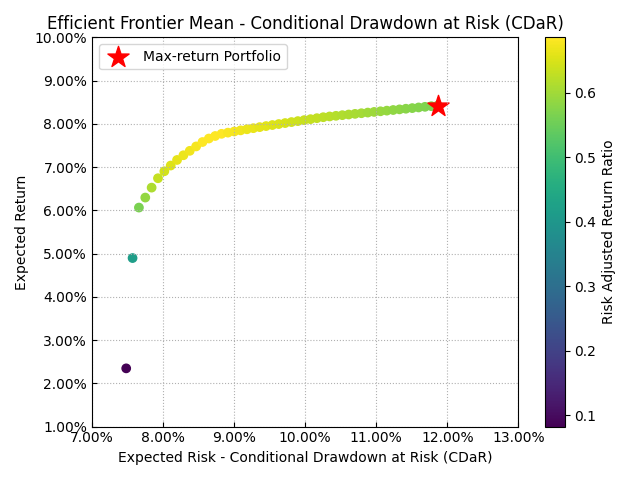 Efficient Frontier Mean - Conditional Drawdown at Risk (CDaR)
10.00%
9.00%
8.00%
7.00%
6.00%
5.00%
4.00%
3.00%
2.00%
1.00%
Expected Return
Max-return Portfolio
7.00% 8.00% 9.00% 10.00% 11.00% 12.00% 13.00%
Expected Risk - Conditional Drawdown at Risk (CDaR)
0.6
0.5
0.4
0.3
0.2
0.1
Risk Adjusted Return Ratio